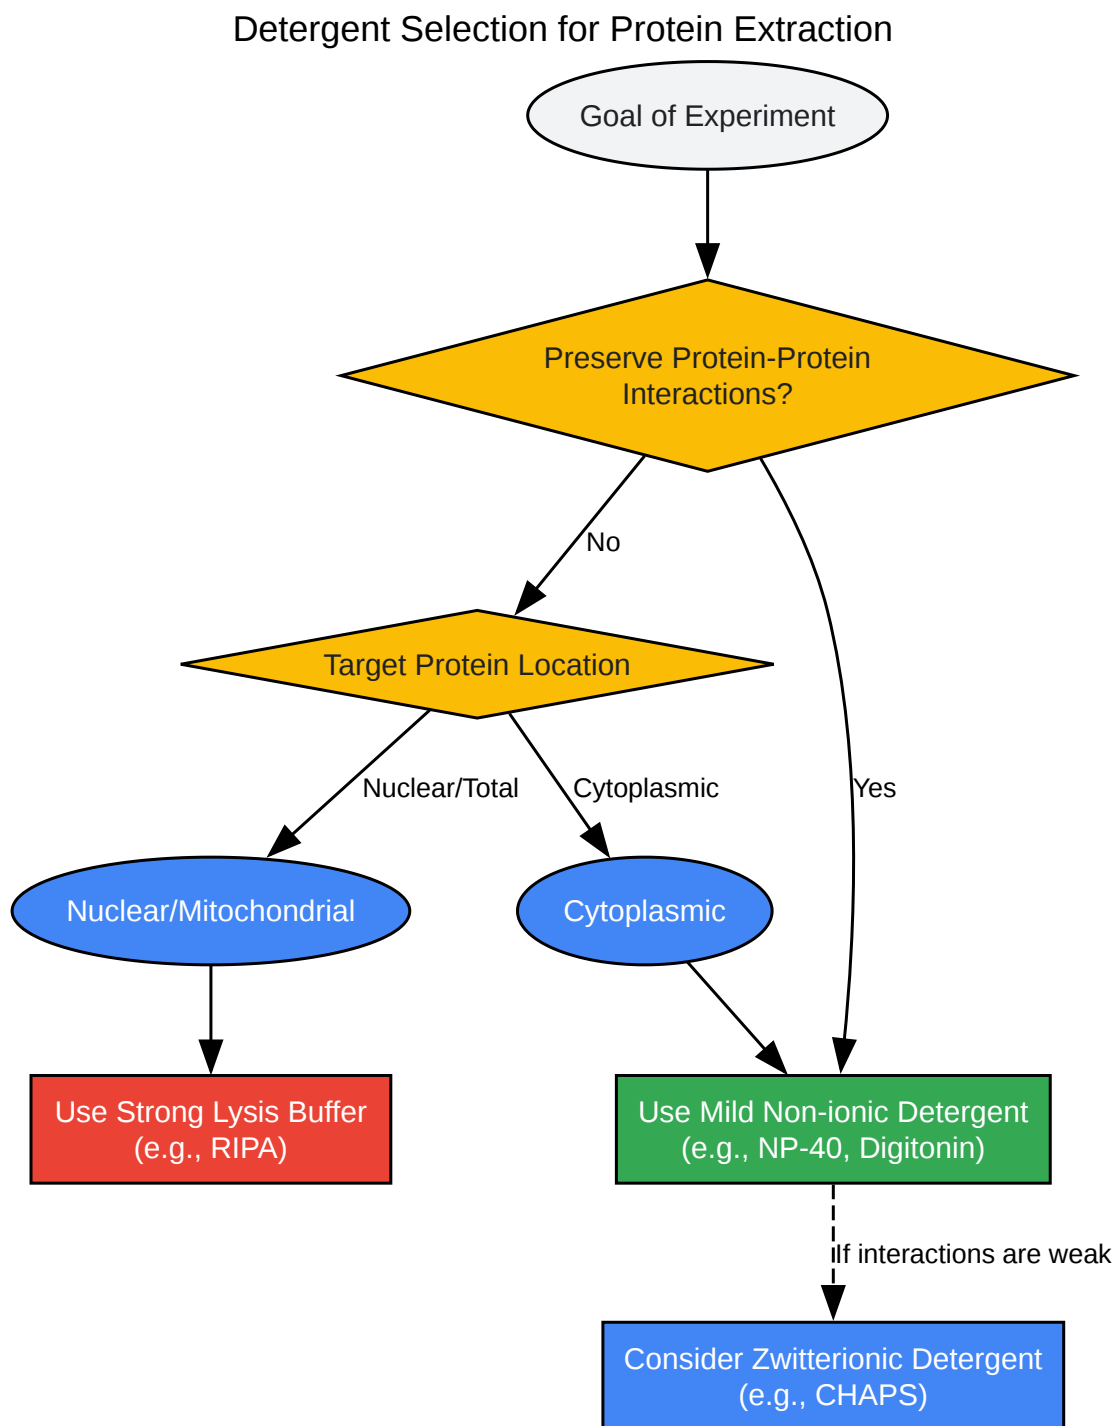 Detergent Selection for Protein Extraction
Goal of Experiment
Preserve Protein-Protein
Interactions?
No
Target Protein Location
Nuclear/Total
Cytoplasmic
Yes
Nuclear/Mitochondrial
Cytoplasmic
Use Strong Lysis Buffer
(e.g., RIPA)
Use Mild Non-ionic Detergent
(e.g., NP-40, Digitonin)
If interactions are weak
Consider Zwitterionic Detergent
(e.g., CHAPS)